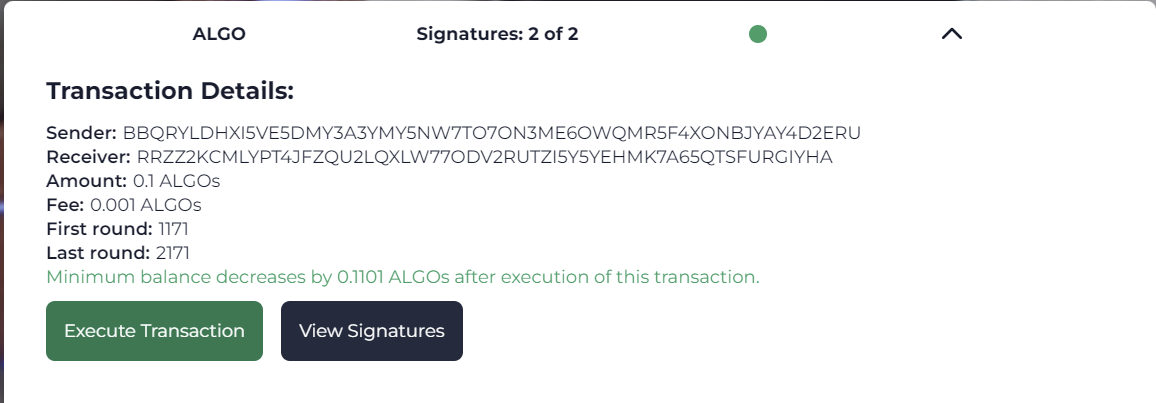 ALGO Signatures: 2 of 2
Transaction Details:
Sender: BBQRYLDHXI5VE5DMY3A3YMY5NW7TO7ON3ME6OWQMR5F4XONBJYAY4D2ERU
Receiver: RRZZ2KCMLYPT4JFZQU2LQXLW77ODV2RUTZI5Y5YEHMK7A65QTSFURGIYHA
Amount: 0.1 ALGOs
Fee: 0.001 ALGOs
First round: 1171
Last round: 2171
Minimum balance decreases by 0.1101 ALGOs after execution of this transaction.
Execute Transaction View Signatures